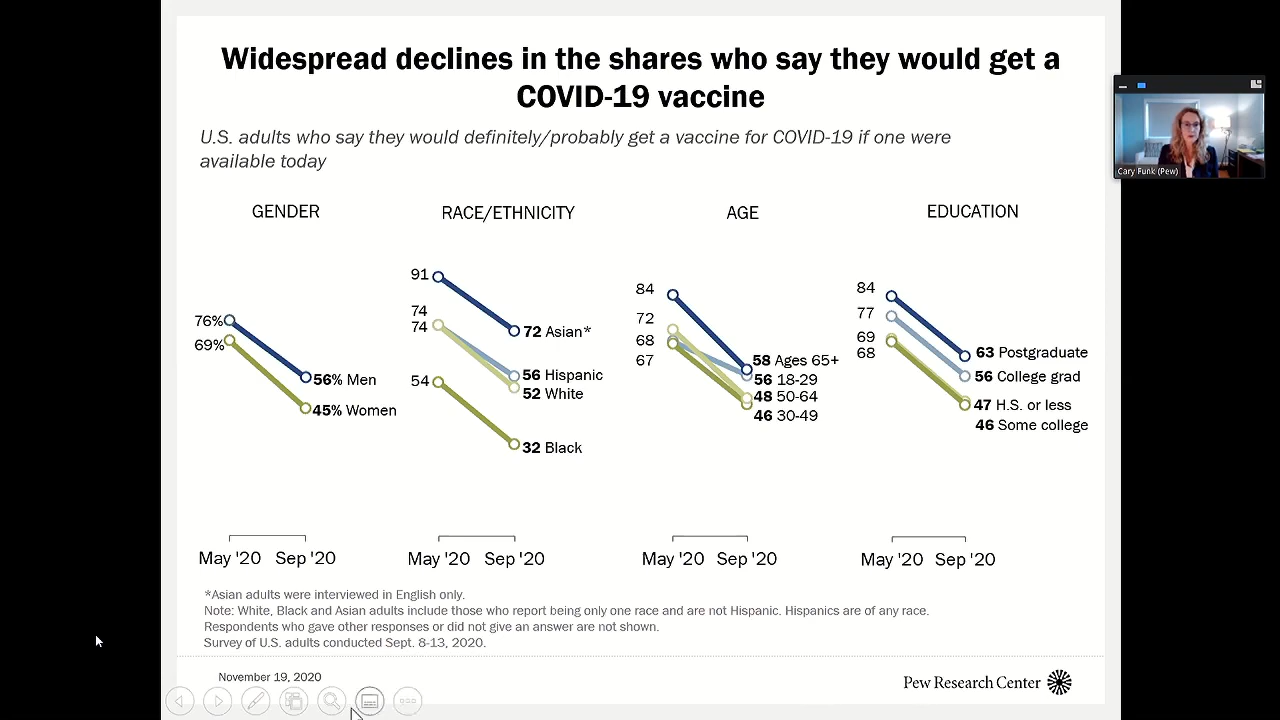 Widespread declines in the shares who say they would get a
COVID-19 vaccine
U.S. adults who say they would definitely/probably get a vaccine for COVID-19 if one were
available today
GENDER
76%
69%
56% Men
45% Women
May '20 Sep '20
RACE/ETHNICITY
91
74
74
54
72 Asian*
56 Hispanic
52 White
32 Black
May '20 Sep '20
AGE
84
72
68
67
58 Ages 65+
56 18-29
48 50-64
46 30-49
May '20 Sep '20
EDUCATION
84
77
69
68
63 Postgraduate
56 College grad
47 H.S. or less
46 Some college
May '20 Sep '20
*Asian adults were interviewed in English only.
Note: White, Black and Asian adults include those who report being only one race and are not Hispanic. Hispanics are of any race.
Respondents who gave other responses or did not give an answer are not shown.
Survey of U.S. adults conducted Sept. 8-13, 2020.
November 19, 2020
Pew Research Center
Cary Funk (Pew)